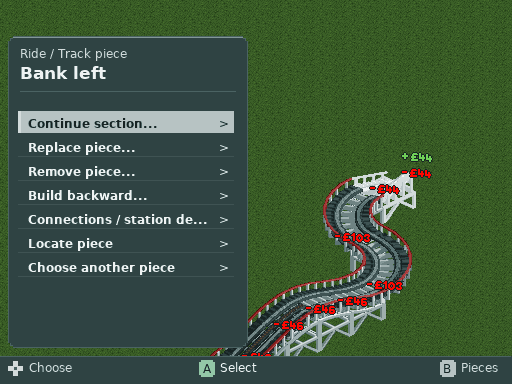 Ride / Track piece
Bank left
Continue section... >
Replace piece... >
Remove piece... >
Build backward... >
Connections / station de... >
Locate piece >
Choose another piece >
+£44
-£44
-£44
-£103
-£103
-£46
-£46
-£46
Choose
A Select
B Pieces